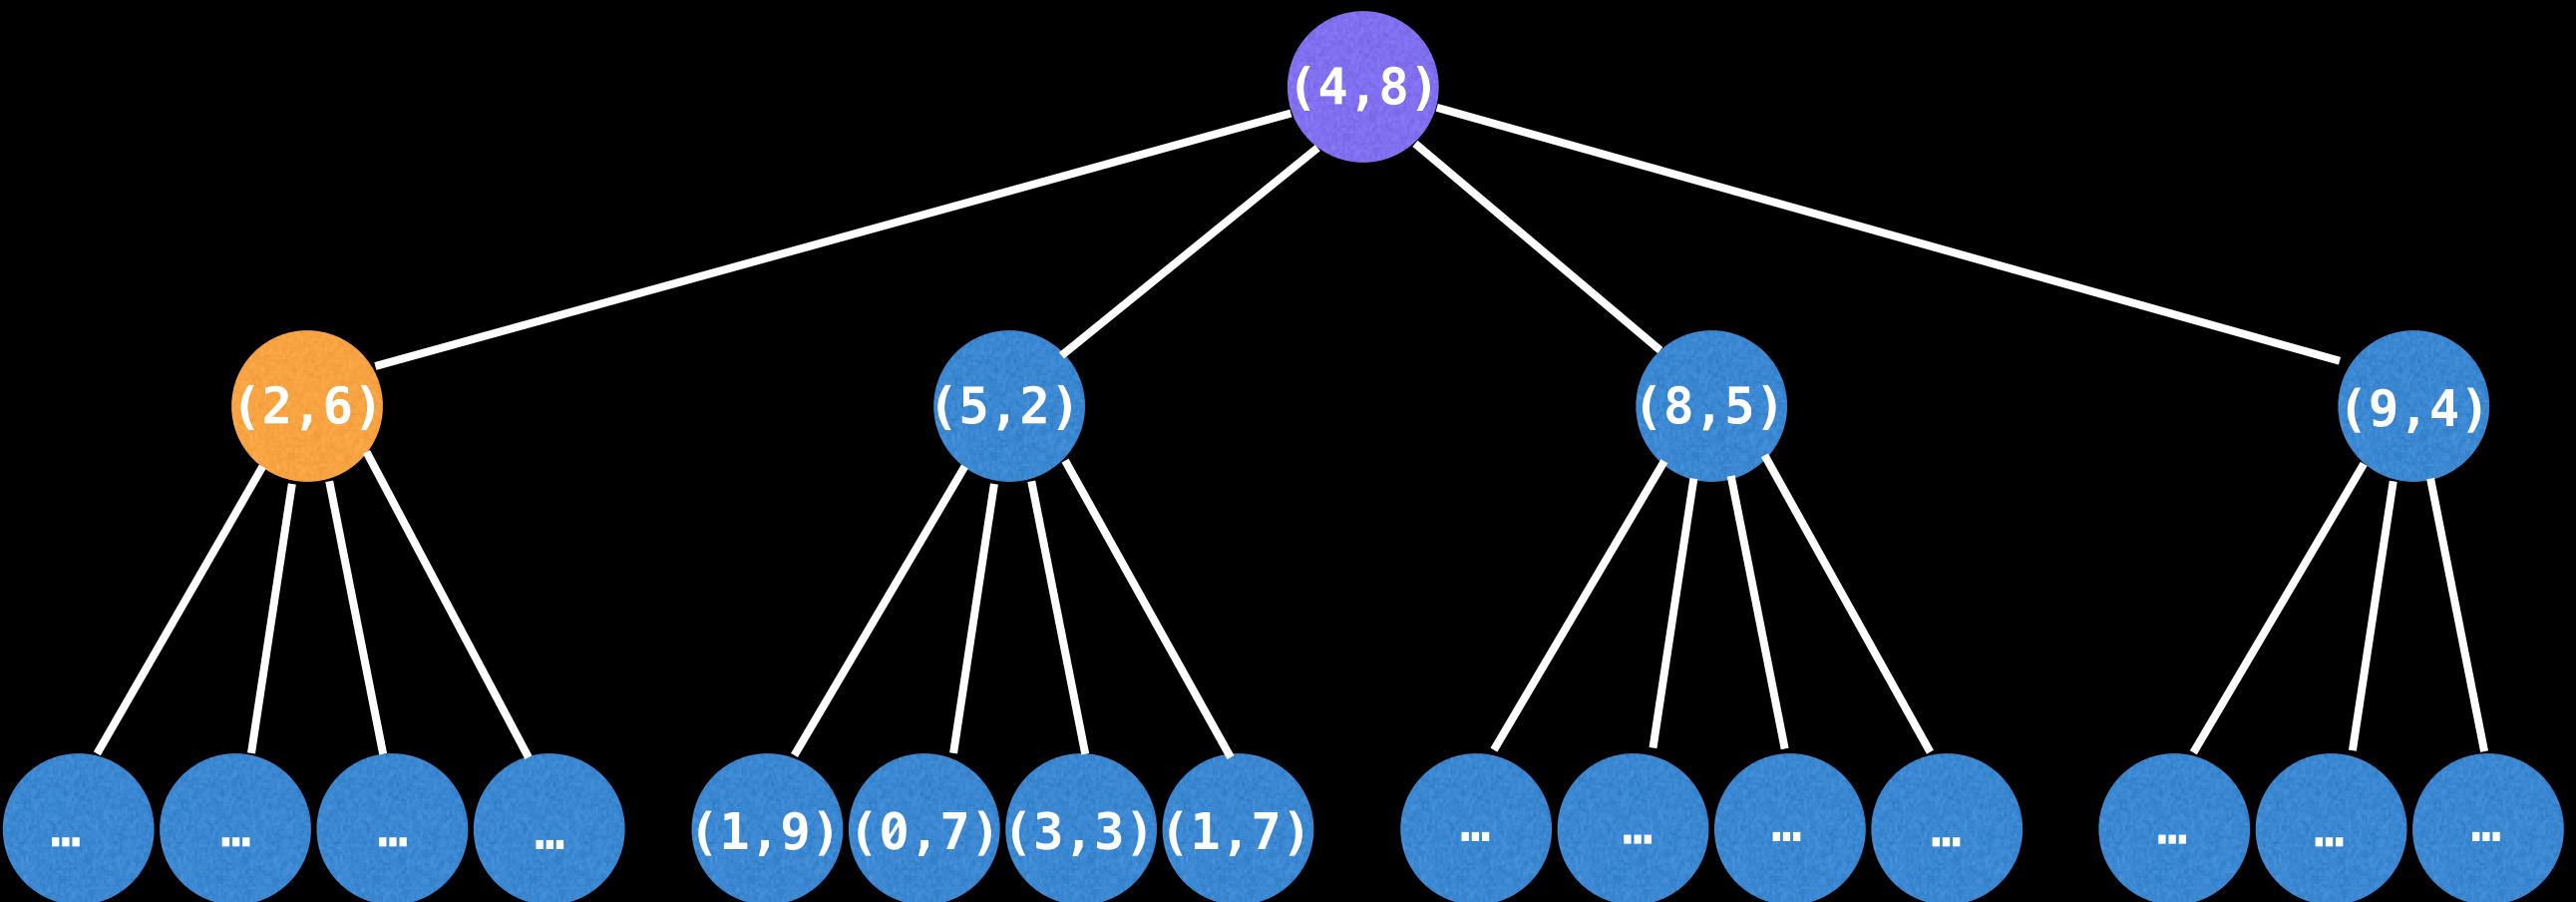 (4,8)
(2,6) (5,2) (8,5) (9,4)
… … … … (1,9) (0,7) (3,3) (1,7) … … … … … … …